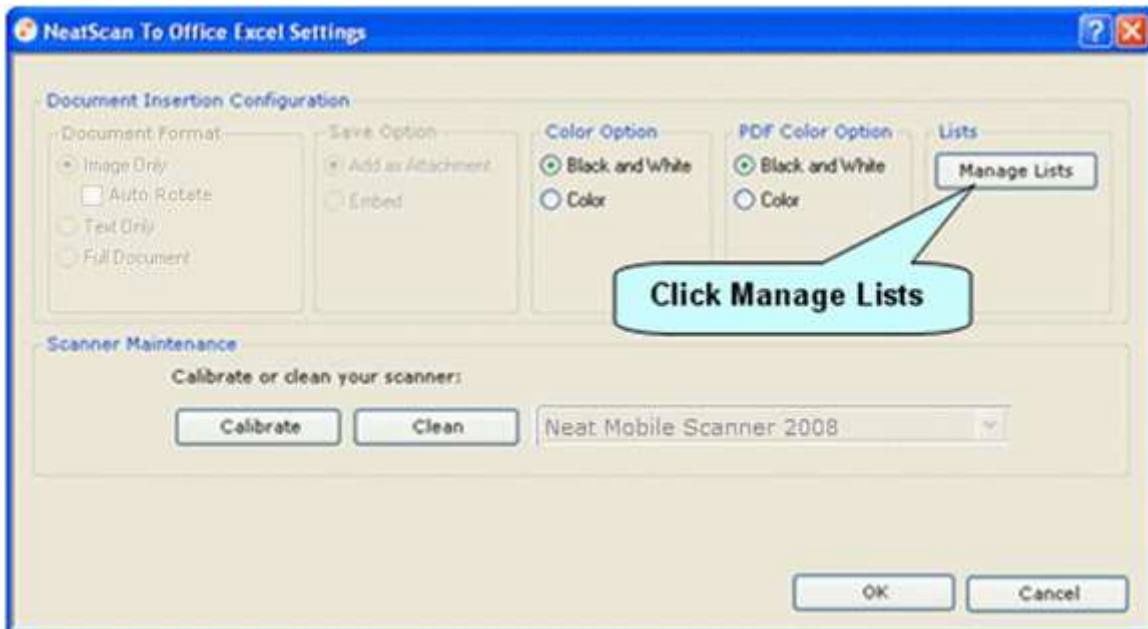 NeatScan To Office Excel Settings
?
Document Insertion Configuration
Document Format
Image Only
Auto Rotate
Text Only
Full Document
Save Option
Add as Attachment
Embed
Color Option
Black and White
Color
PDF Color Option
Black and White
Color
Lists
Manage Lists
Click Manage Lists
Scanner Maintenance
Calibrate or clean your scanner:
Calibrate
Clean
Neat Mobile Scanner 2008
OK
Cancel